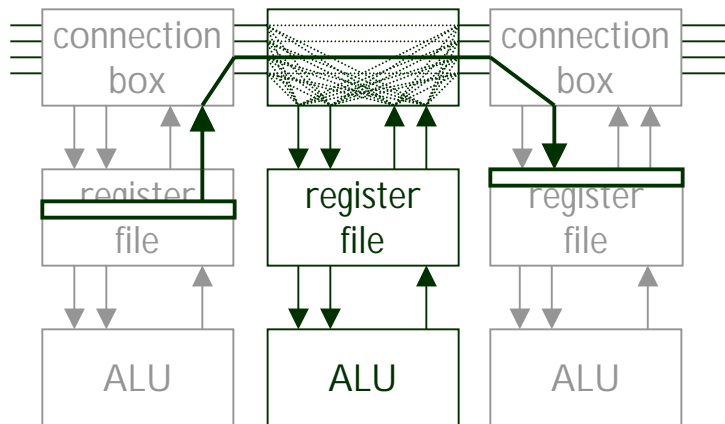 connection
box
connection
box
register
file
register
file
register
file
ALU
ALU
ALU